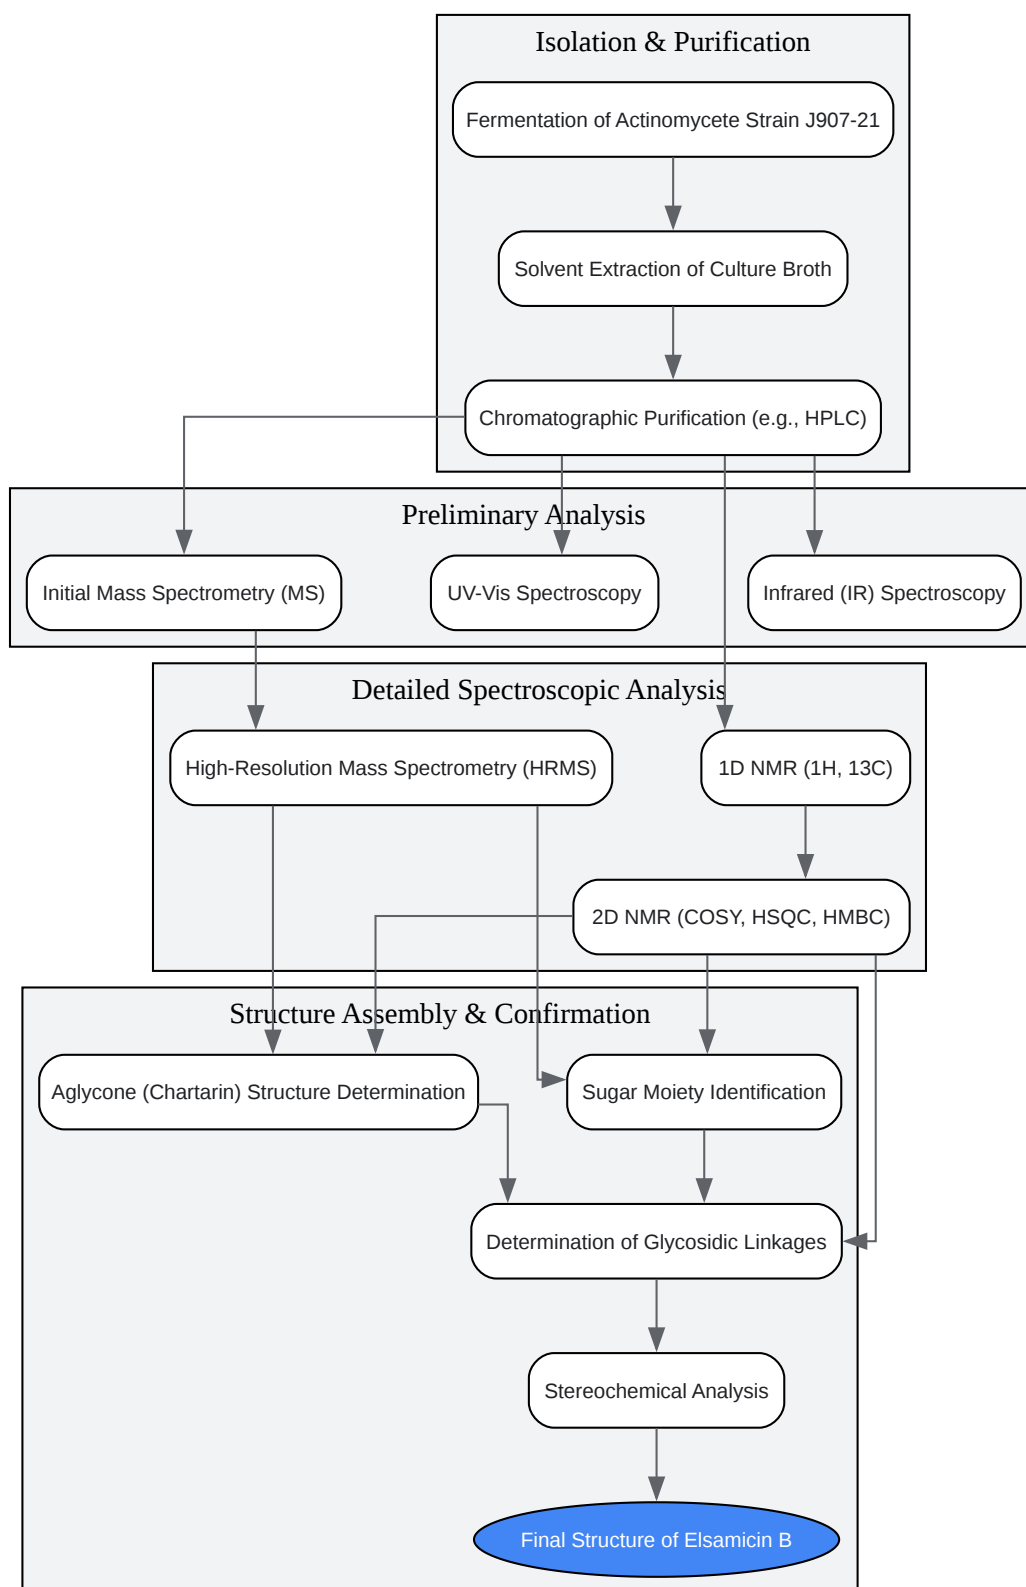 Isolation & Purification
Fermentation of Actinomycete Strain J907-21
Solvent Extraction of Culture Broth
Chromatographic Purification (e.g., HPLC)
Preliminary Analysis
Initial Mass Spectrometry (MS)
UV-Vis Spectroscopy
Infrared (IR) Spectroscopy
Detailed Spectroscopic Analysis
High-Resolution Mass Spectrometry (HRMS)
1D NMR (1H, 13C)
2D NMR (COSY, HSQC, HMBC)
Structure Assembly & Confirmation
Aglycone (Chartarin) Structure Determination
Sugar Moiety Identification
Determination of Glycosidic Linkages
Stereochemical Analysis
Final Structure of Elsamicin B